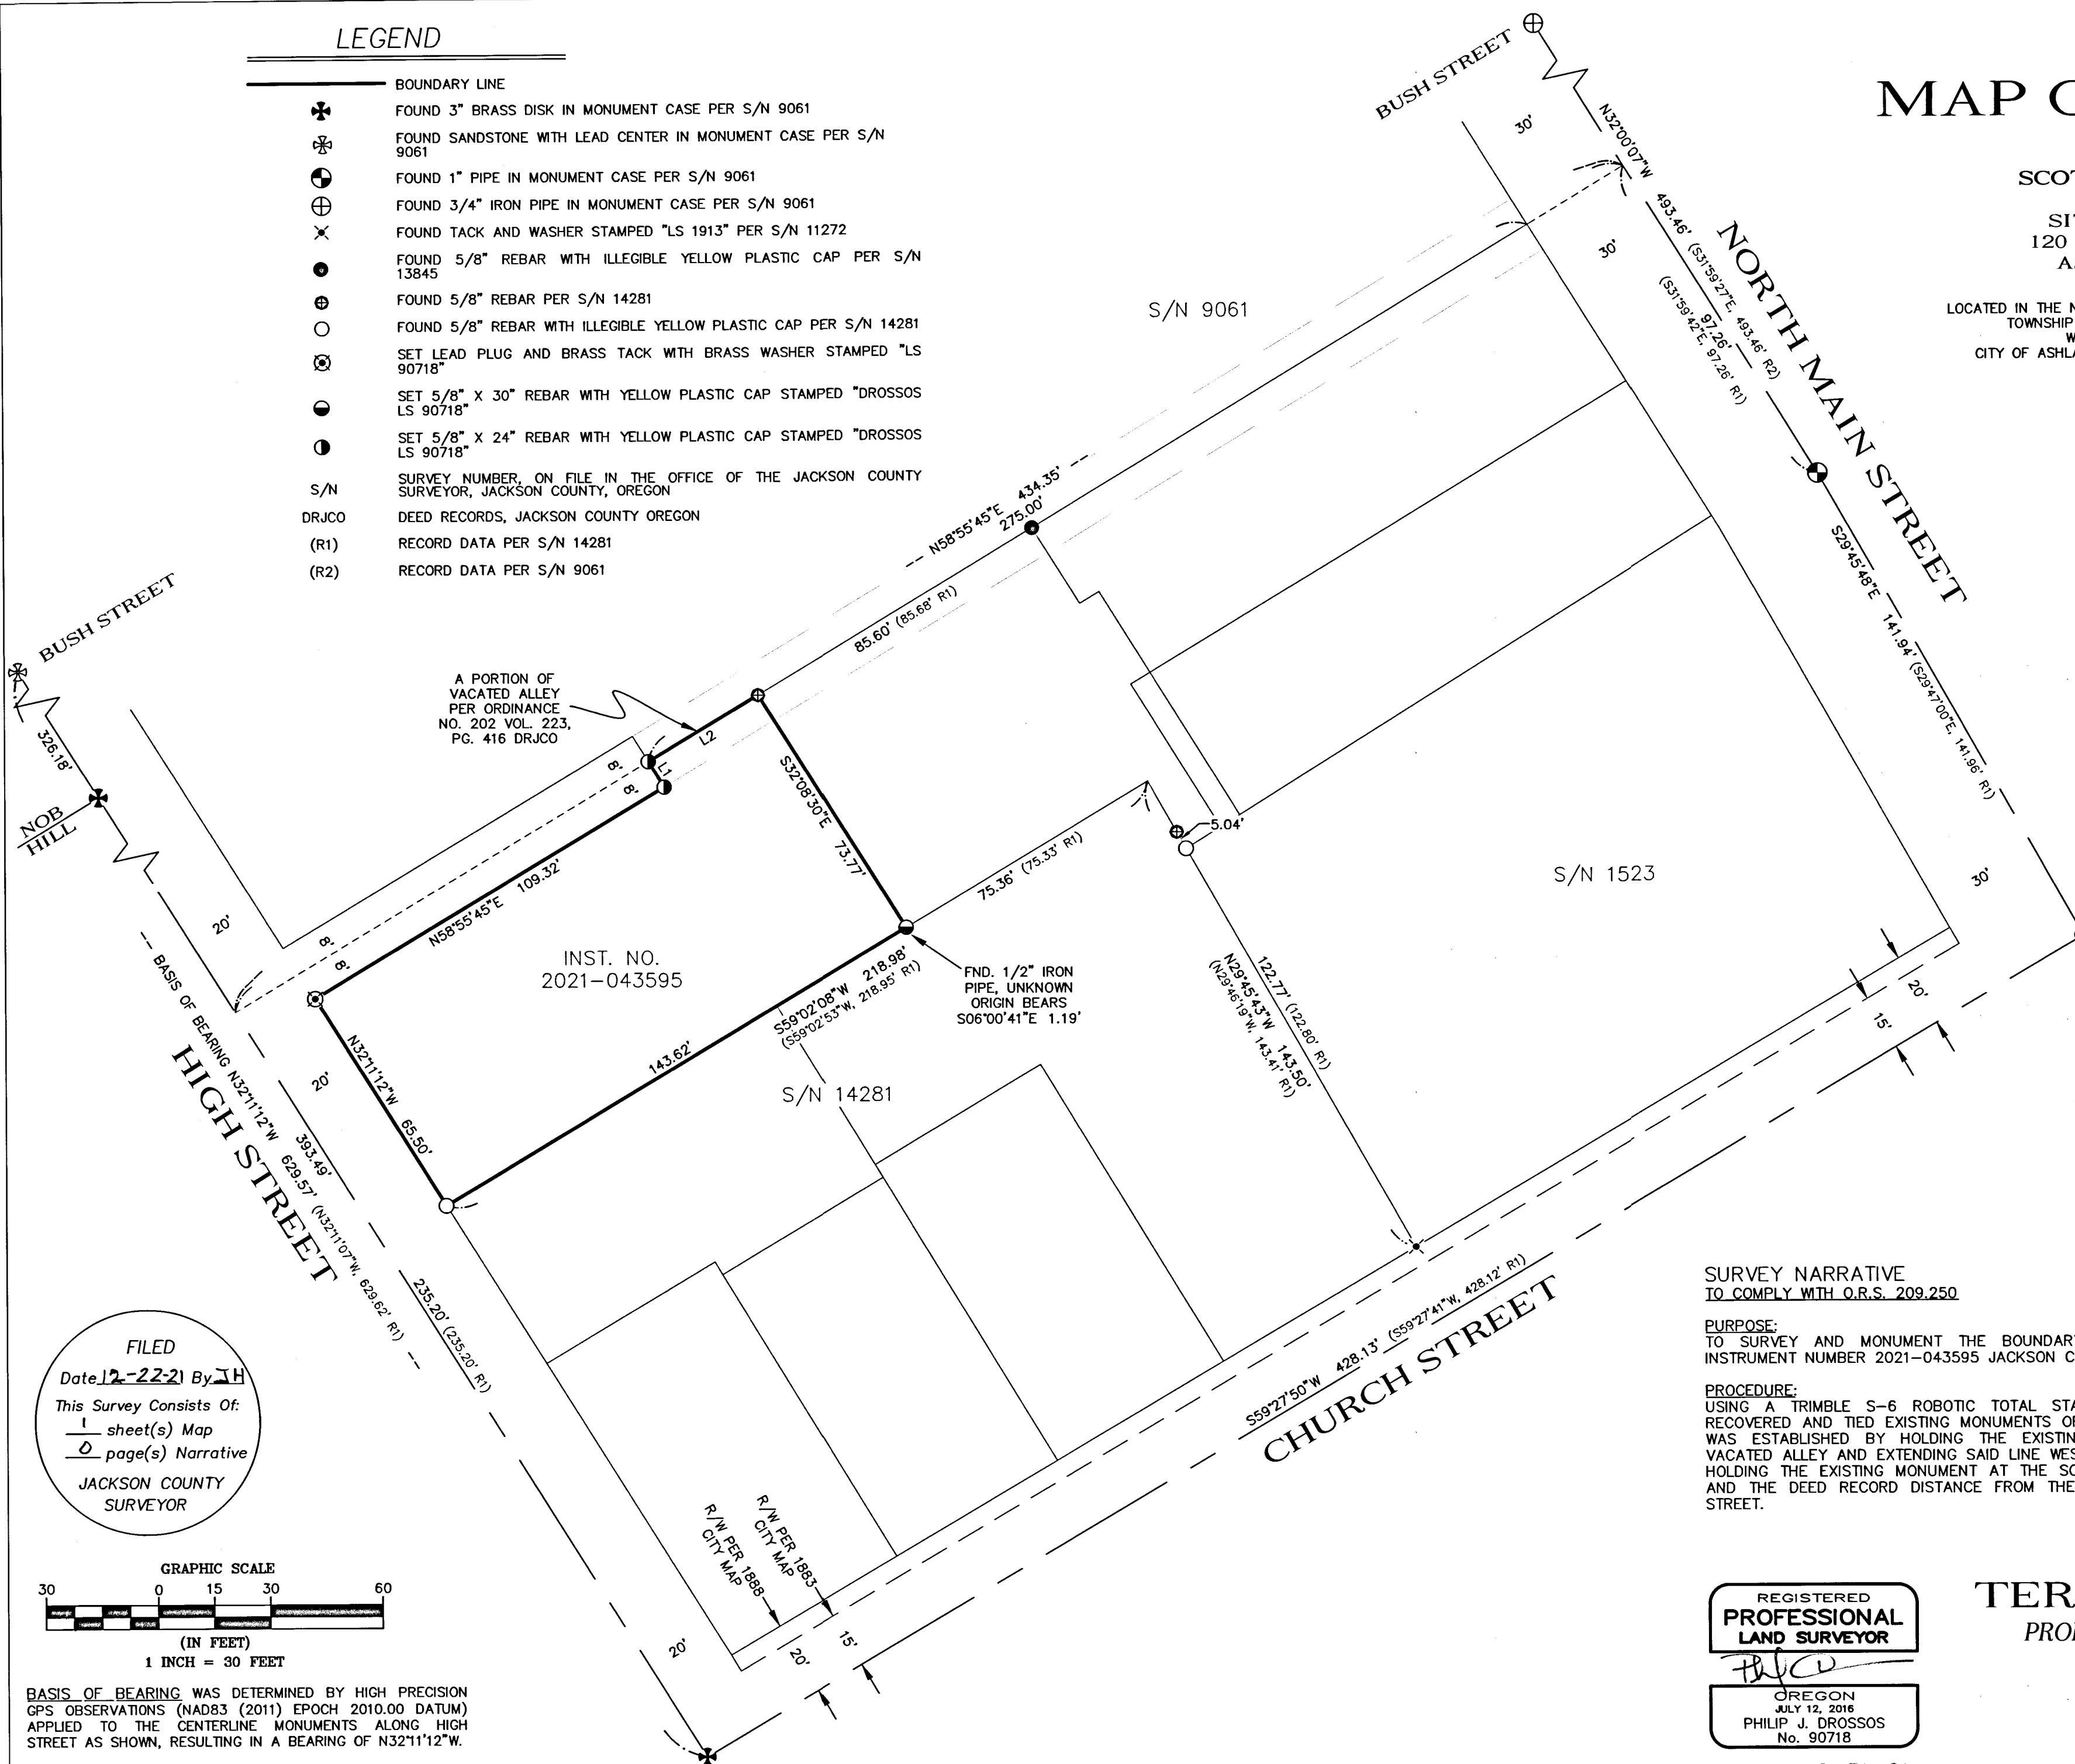 LEGEND
BOUNDARY LINE
FOUND 3" BRASS DISK IN MONUMENT CASE PER S/N 9061
FOUND SANDSTONE WITH LEAD CENTER IN MONUMENT CASE PER S/N
9061
FOUND 1" PIPE IN MONUMENT CASE PER S/N 9061
FOUND 3/4" IRON PIPE IN MONUMENT CASE PER S/N 9061
FOUND TACK AND WASHER STAMPED "LS 1913" PER S/N 11272
FOUND 5/8" REBAR WITH ILLEGIBLE YELLOW PLASTIC CAP PER S/N
13845
FOUND 5/8" REBAR PER S/N 14281
FOUND 5/8" REBAR WITH ILLEGIBLE YELLOW PLASTIC CAP PER S/N 14281
SET LEAD PLUG AND BRASS TACK WITH BRASS WASHER STAMPED "LS
90718"
SET 5/8" X 30" REBAR WITH YELLOW PLASTIC CAP STAMPED "DROSSOS
LS 90718"
SET 5/8" X 24" REBAR WITH YELLOW PLASTIC CAP STAMPED "DROSSOS
LS 90718"
S/N SURVEY NUMBER, ON FILE IN THE OFFICE OF THE JACKSON COUNTY
SURVEYOR, JACKSON COUNTY, OREGON
DRJCO DEED RECORDS, JACKSON COUNTY OREGON
(R1) RECORD DATA PER S/N 14281
(R2) RECORD DATA PER S/N 9061
MAP
SCOT
SI
120
A
LOCATED IN THE N
TOWNSHIP
W
CITY OF ASHLA
BUSH STREET
30'
30'
N32°00'07"W 493.46' (S31°59'27"E, 493.46' R2)
97.26'
(S31°59'42"E, 97.26' R1)
NORTH MAIN STREET
S29°45'48"E 141.94' (S29°47'00"E, 141.96' R1)
30'
S/N 9061
N58°55'45"E 434.35'
275.00'
85.60' (85.68' R1)
BUSH STREET
326.18'
NOB
HILL
A PORTION OF
VACATED ALLEY
PER ORDINANCE
NO. 202 VOL. 223,
PG. 416 DRJCO
L2
L1
8'
8'
8'
8'
20'
20'
S32°08'30"E 73.77'
N58°55'45"E 109.32'
INST. NO.
2021-043595
N32°11'12"W 65.50'
143.62'
S59°02'08"W 218.98'
(S59°02'53"W, 218.95' R1)
75.36' (75.33' R1)
5.04'
FND. 1/2" IRON
PIPE, UNKNOWN
ORIGIN BEARS
S06°00'41"E 1.19'
S/N 1523
S/N 14281
122.77' (122.80' R1)
N29°45'43"W 143.50'
(N29°46'19"W, 143.41' R1)
20'
15'
BASIS OF BEARING N32°11'12"W 629.57' (N32°11'07"W, 629.62' R1)
393.49'
HIGH STREET
235.20' (235.20' R1)
S59°27'50"W 428.13' (S59°27'41"W, 428.12' R1)
CHURCH STREET
R/W PER 1888
CITY MAP
R/W PER 1883
CITY MAP
20'
20'
15'
FILED
Date 12-22-21 By JH
This Survey Consists Of:
1 sheet(s) Map
0 page(s) Narrative
JACKSON COUNTY
SURVEYOR
GRAPHIC SCALE
30 0 15 30 60
(IN FEET)
1 INCH = 30 FEET
BASIS OF BEARING WAS DETERMINED BY HIGH PRECISION
GPS OBSERVATIONS (NAD83 (2011) EPOCH 2010.00 DATUM)
APPLIED TO THE CENTERLINE MONUMENTS ALONG HIGH
STREET AS SHOWN, RESULTING IN A BEARING OF N32°11'12"W.
SURVEY NARRATIVE
TO COMPLY WITH O.R.S. 209.250
PURPOSE:
TO SURVEY AND MONUMENT THE BOUNDAR
INSTRUMENT NUMBER 2021-043595 JACKSON C
PROCEDURE:
USING A TRIMBLE S-6 ROBOTIC TOTAL STA
RECOVERED AND TIED EXISTING MONUMENTS O
WAS ESTABLISHED BY HOLDING THE EXISTIN
VACATED ALLEY AND EXTENDING SAID LINE WES
HOLDING THE EXISTING MONUMENT AT THE SO
AND THE DEED RECORD DISTANCE FROM THE
STREET.
REGISTERED
PROFESSIONAL
LAND SURVEYOR
OREGON
JULY 12, 2016
PHILIP J. DROSSOS
No. 90718
TER
PRO